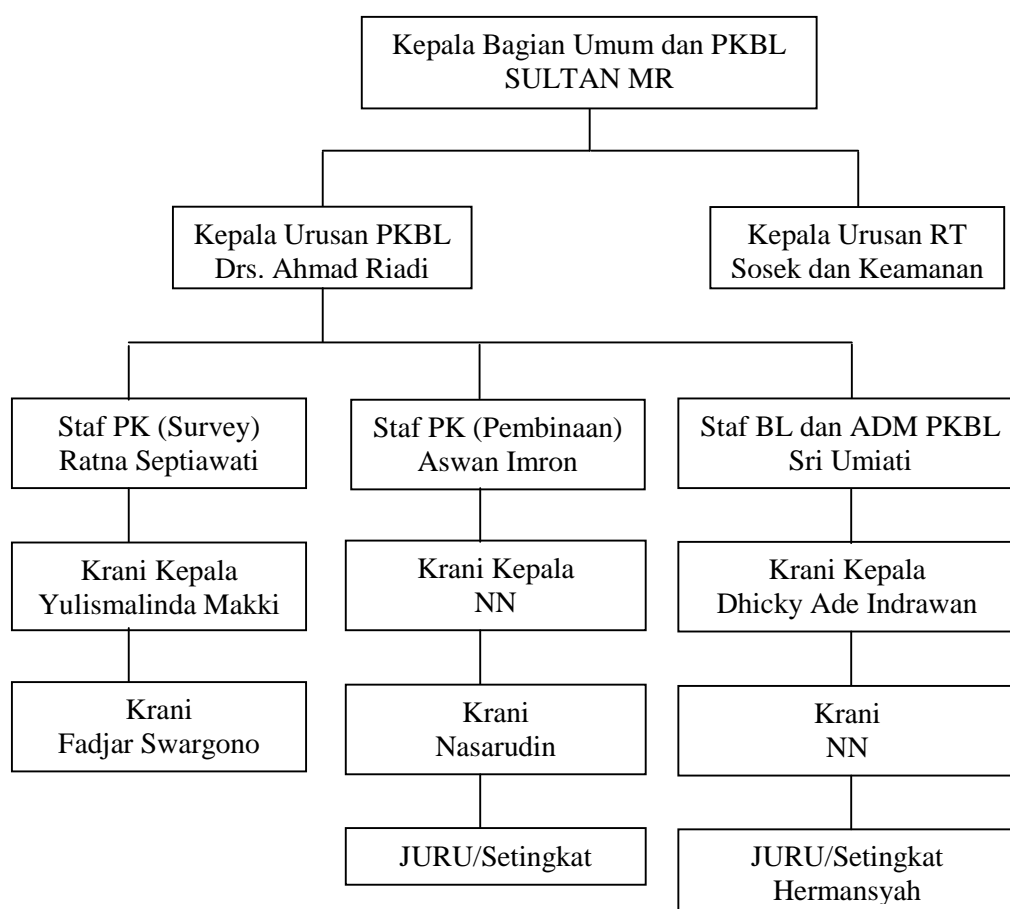 Kepala Bagian Umum dan PKBL
SULTAN MR
Kepala Urusan PKBL
Drs. Ahmad Riadi
Kepala Urusan RT
Sosek dan Keamanan
Staf PK (Survey)
Ratna Septiawati
Staf PK (Pembinaan)
Aswan Imron
Staf BL dan ADM PKBL
Sri Umiati
Krani Kepala
Yulismalinda Makki
Krani Kepala
NN
Krani Kepala
Dhicky Ade Indrawan
Krani
Fadjar Swargono
Krani
Nasarudin
Krani
NN
JURU/Setingkat
JURU/Setingkat
Hermansyah